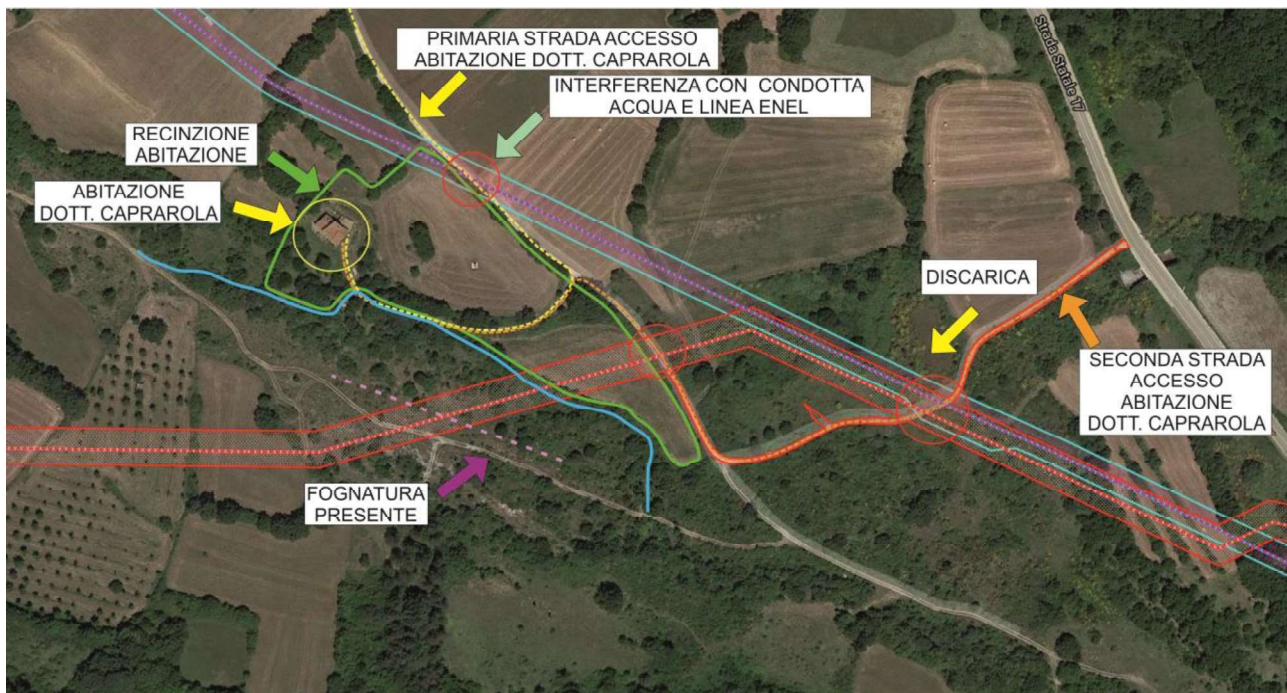 PRIMARIA STRADA ACCESSO
ABITAZIONE DOTT. CAPRAROLA
INTERFERENZA CON CONDOTTA
ACQUA E LINEA ENEL
Strada Statale 17
RECINZIONE
ABITAZIONE
ABITAZIONE
DOTT. CAPRAROLA
DISCARICA
SECONDA STRADA
ACCESSO
ABITAZIONE
DOTT. CAPRAROLA
FOGNATURA
PRESENTE